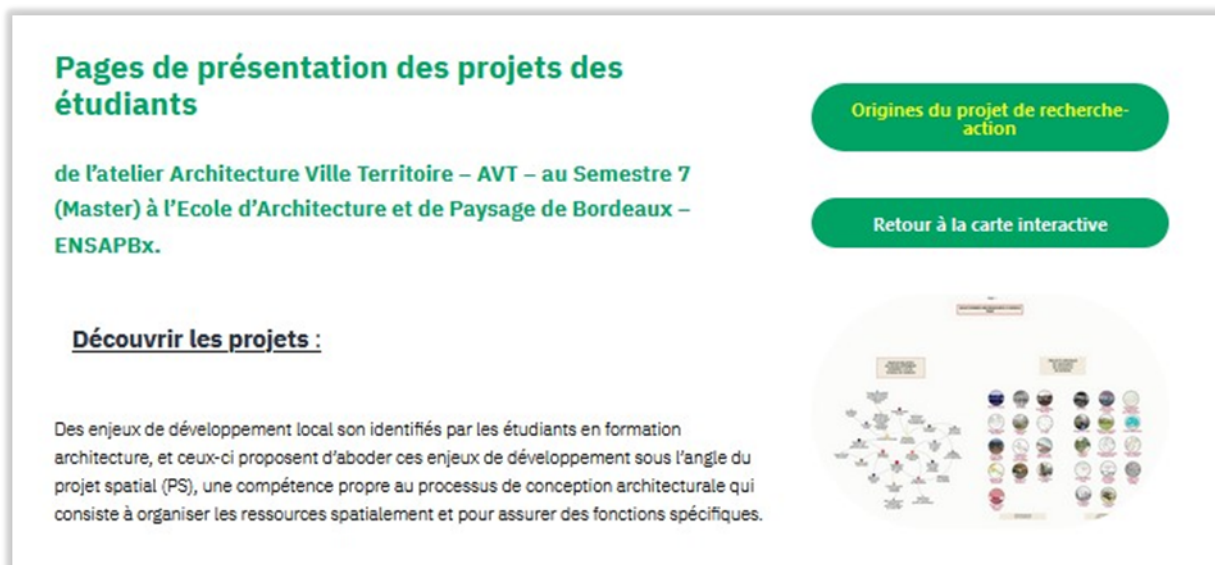 Pages de présentation des projets des
étudiants
de l'atelier Architecture Ville Territoire – AVT – au Semestre 7
(Master) à l'Ecole d'Architecture et de Paysage de Bordeaux –
ENSAPBx.
Découvrir les projets :
Des enjeux de développement local son identifiés par les étudiants en formation
architecture, et ceux-ci proposent d'aboder ces enjeux de développement sous l'angle du
projet spatial (PS), une compétence propre au processus de conception architecturale qui
consiste à organiser les ressources spatialement et pour assurer des fonctions spécifiques.
Origines du projet de recherche-
action
Retour à la carte interactive